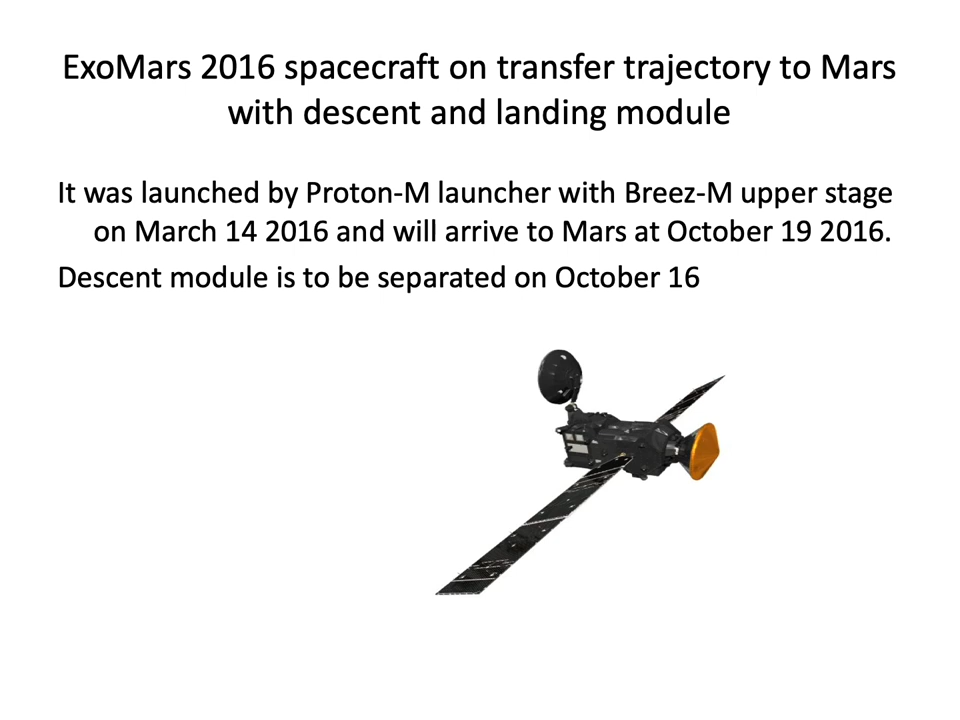 ExoMars 2016 spacecraft on transfer trajectory to Mars
with descent and landing module
It was launched by Proton-M launcher with Breez-M upper stage
on March 14 2016 and will arrive to Mars at October 19 2016.
Descent module is to be separated on October 16